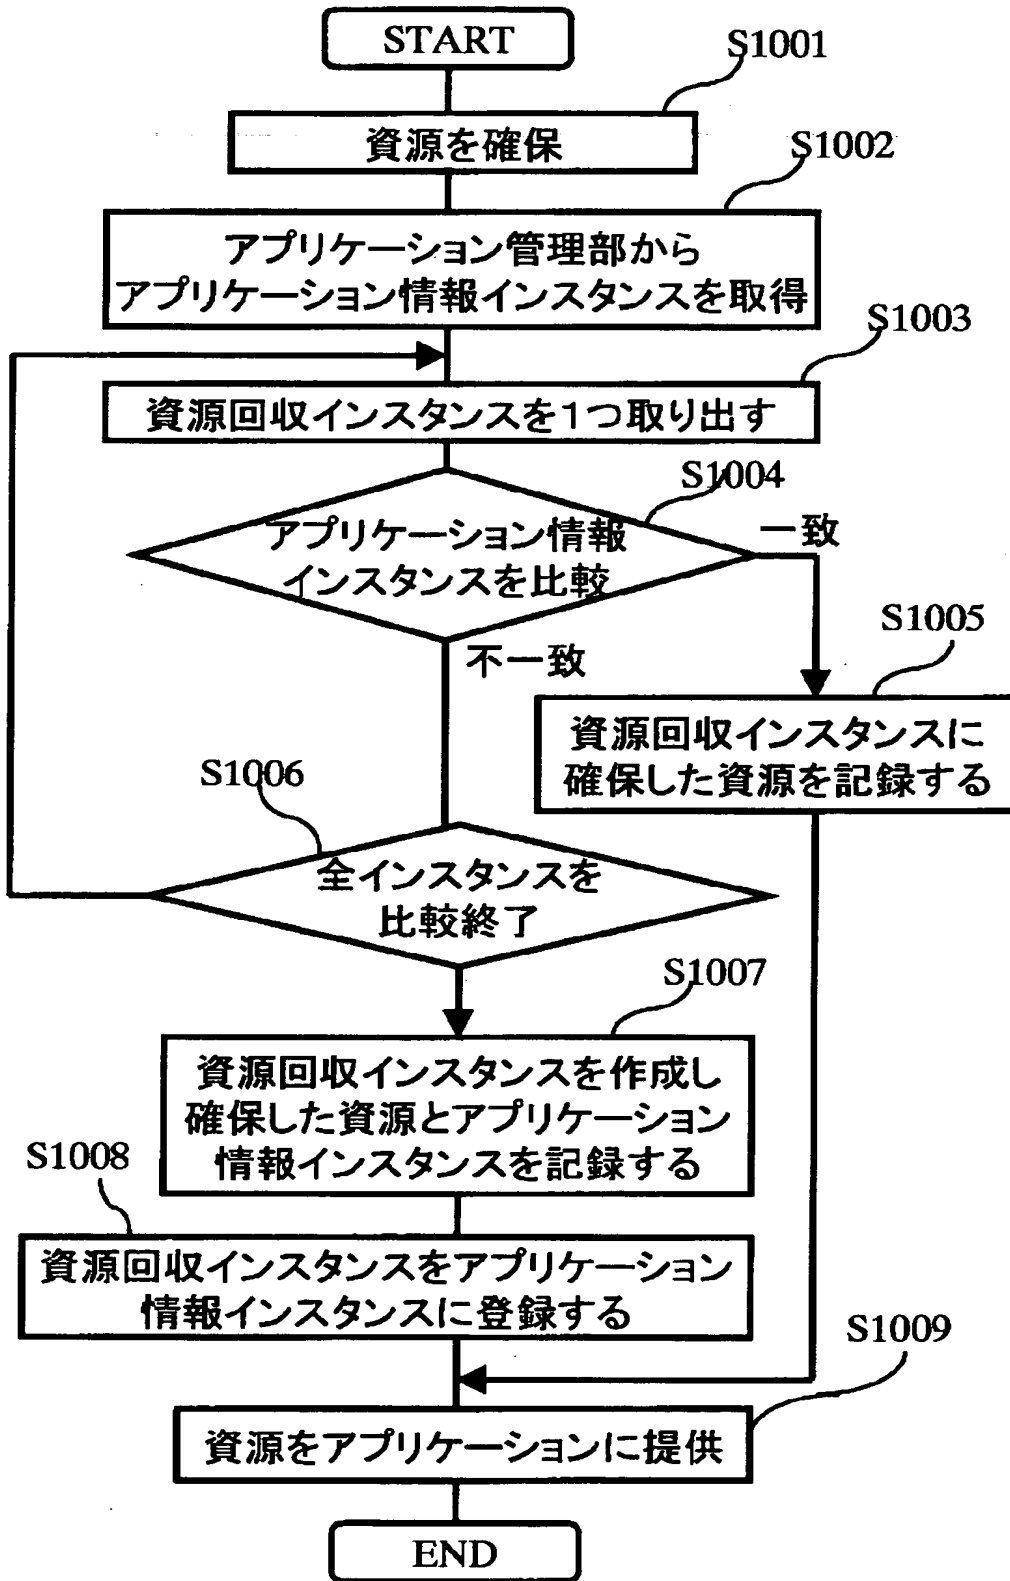 START
S1001
資源を確保
S1002
アプリケーション管理部から
アプリケーション情報インスタンスを取得
S1003
資源回収インスタンスを1つ取り出す
S1004
アプリケーション情報
インスタンスを比較
一致
不一致
S1005
資源回収インスタンスに
確保した資源を記録する
S1006
全インスタンスを
比較終了
S1007
資源回収インスタンスを作成し
確保した資源とアプリケーション
情報インスタンスを記録する
S1008
資源回収インスタンスをアプリケーション
情報インスタンスに登録する
S1009
資源をアプリケーションに提供
END